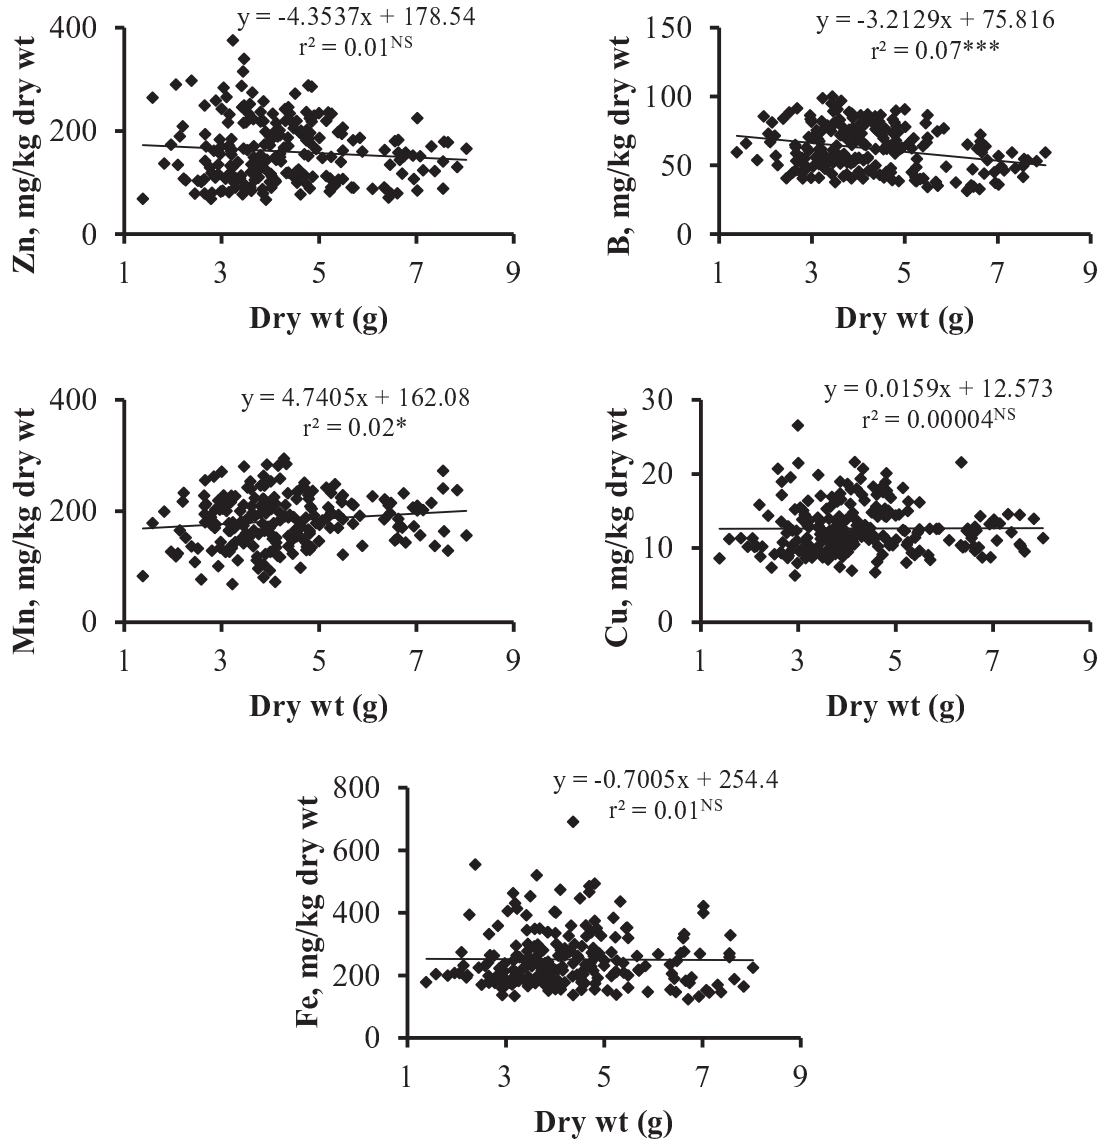 y = -4.3537x + 178.54
r² = 0.01ᴺˢ
400
200
0
Zn, mg/kg dry wt
1 3 5 7 9
Dry wt (g)
y = -3.2129x + 75.816
r² = 0.07***
150
100
50
0
B, mg/kg dry wt
1 3 5 7 9
Dry wt (g)
y = 4.7405x + 162.08
r² = 0.02*
400
200
0
Mn, mg/kg dry wt
1 3 5 7 9
Dry wt (g)
y = 0.0159x + 12.573
r² = 0.00004ᴺˢ
30
20
10
0
Cu, mg/kg dry wt
1 3 5 7 9
Dry wt (g)
y = -0.7005x + 254.4
r² = 0.01ᴺˢ
800
600
400
200
0
Fe, mg/kg dry wt
1 3 5 7 9
Dry wt (g)